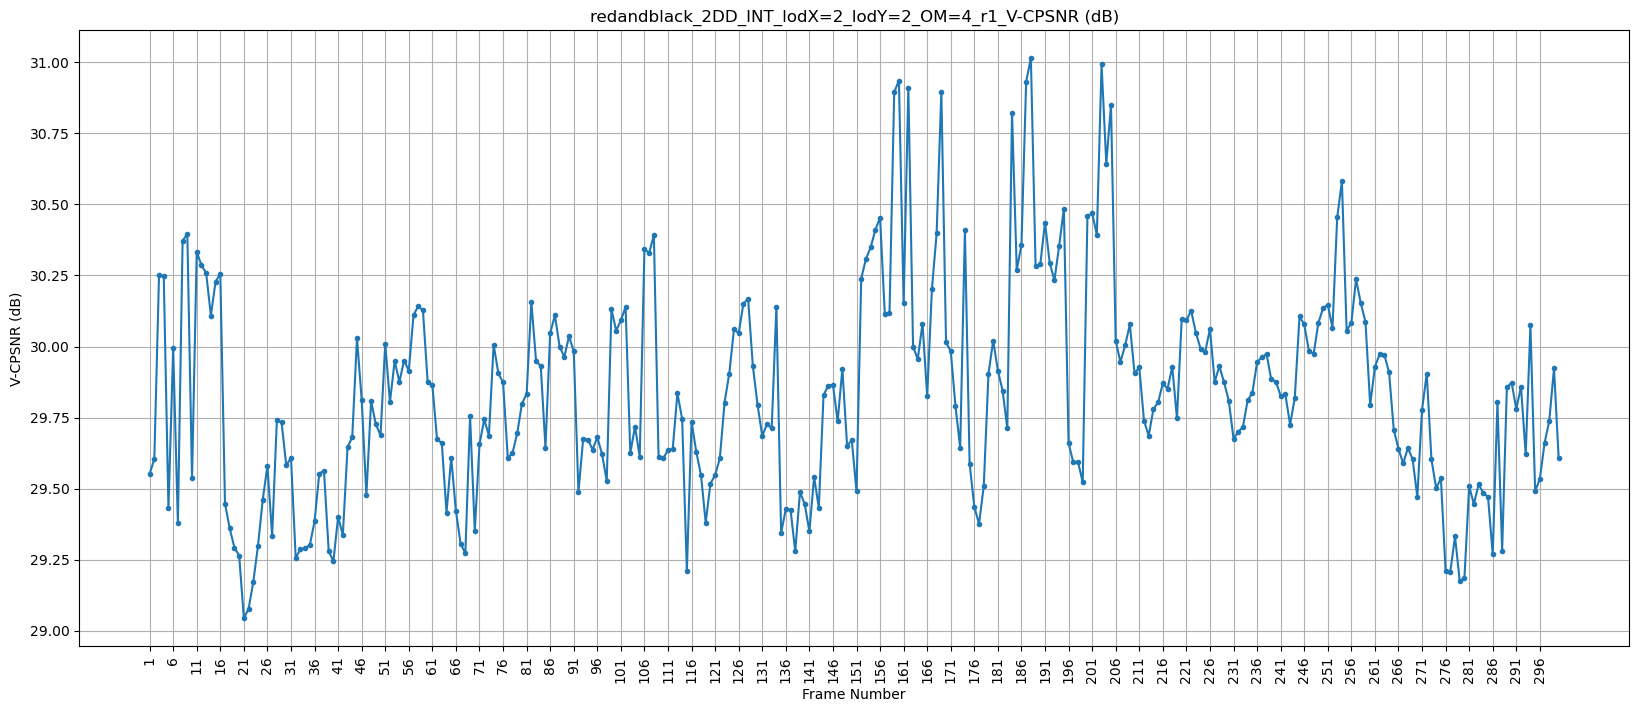 redandblack_2DD_INT_lodX=2_lodY=2_OM=4_r1_V-CPSNR (dB)
V-CPSNR (dB)
31.00
30.75
30.50
30.25
30.00
29.75
29.50
29.25
29.00
1 6 11 16 21 26 31 36 41 46 51 56 61 66 71 76 81 86 91 96 101 106 111 116 121 126 131 136 141 146 151 156 161 166 171 176 181 186 191 196 201 206 211 216 221 226 231 236 241 246 251 256 261 266 271 276 281 286 291 296
Frame Number